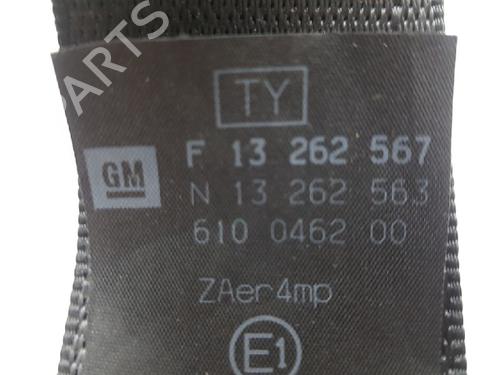 TY
GM
F 13 262 567
N 13 262 563
610 0462 00
ZAer4mp
E1
PARTS